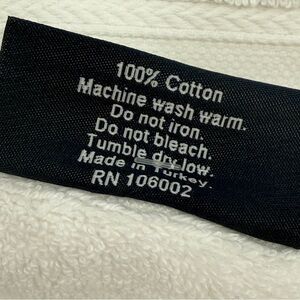 100% Cotton
Machine wash warm.
Do not iron.
Do not bleach.
Tumble dry low.
Made in Turkey.
RN 106002